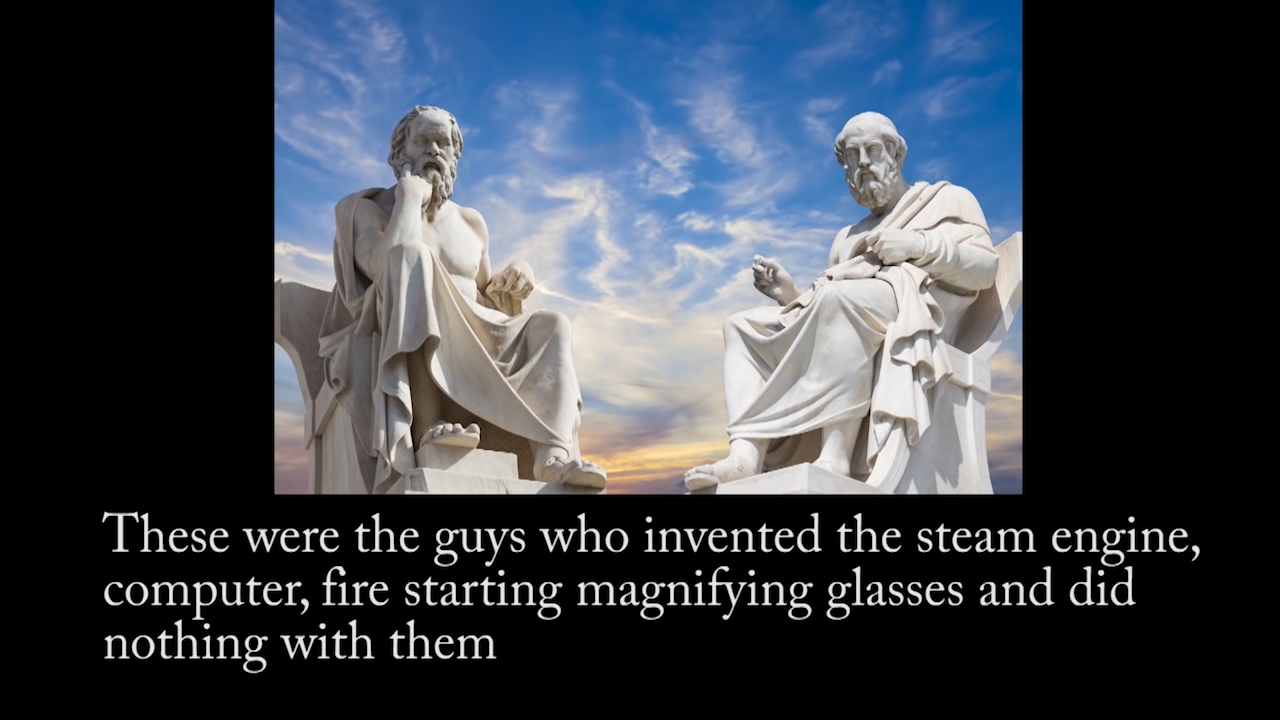 These were the guys who invented the steam engine,
computer, fire starting magnifying glasses and did
nothing with them